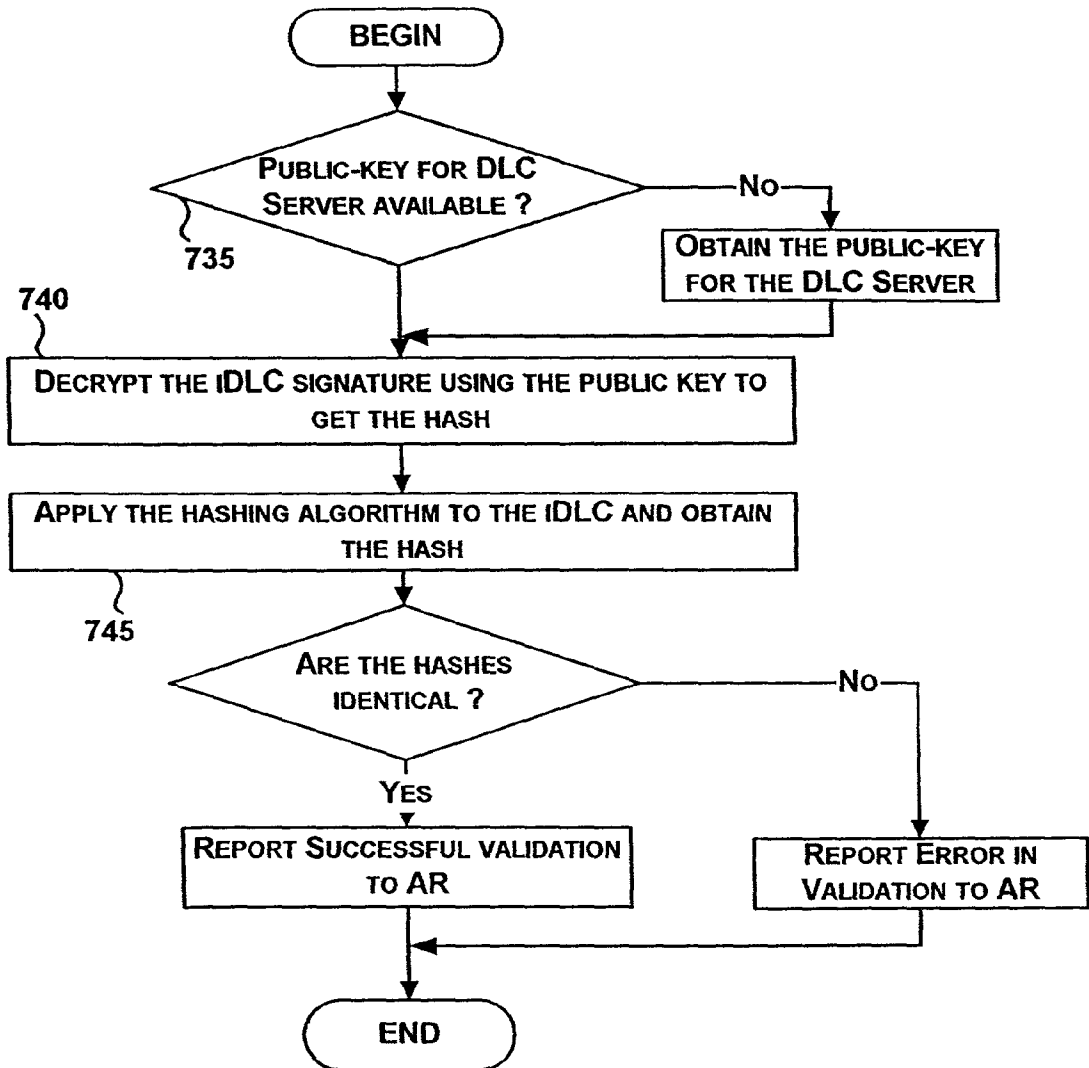 BEGIN
PUBLIC-KEY FOR DLC
SERVER AVAILABLE ?
No
735
OBTAIN THE PUBLIC-KEY
FOR THE DLC SERVER
740
DECRYPT THE IDLC SIGNATURE USING THE PUBLIC KEY TO
GET THE HASH
APPLY THE HASHING ALGORITHM TO THE IDLC AND OBTAIN
THE HASH
745
ARE THE HASHES
IDENTICAL ?
No
YES
REPORT SUCCESSFUL VALIDATION
TO AR
REPORT ERROR IN
VALIDATION TO AR
END